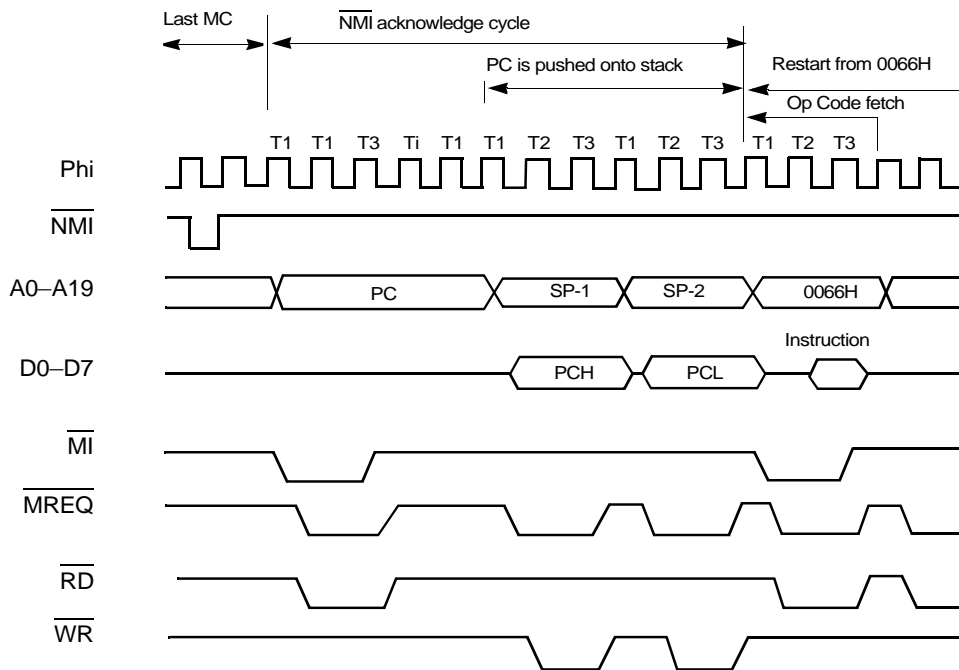 Last MC
NMI acknowledge cycle
PC is pushed onto stack
Restart from 0066H
Op Code fetch
T1 T1 T3 Ti T1 T1 T2 T3 T1 T2 T3 T1 T2 T3
Phi
NMI
A0–A19
PC SP-1 SP-2 0066H
Instruction
D0–D7
PCH PCL
MI
MREQ
RD
WR